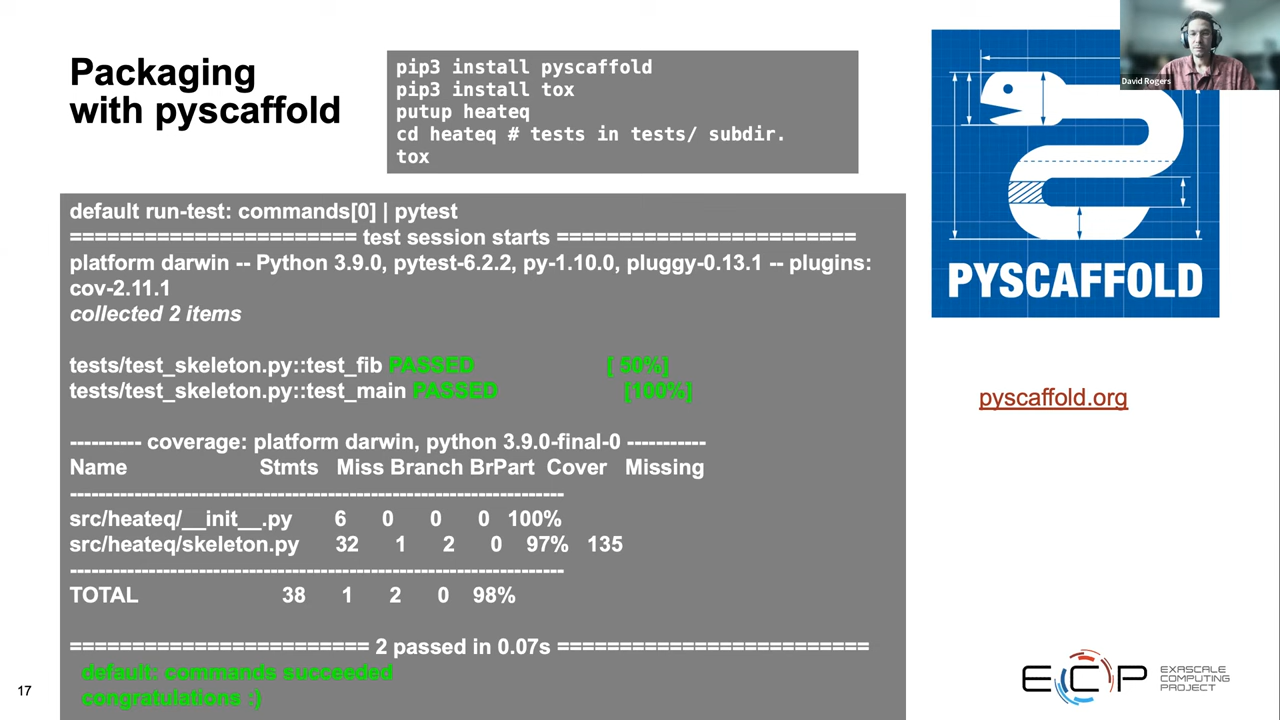 Packaging
with pyscaffold
pip3 install pyscaffold
pip3 install tox
putup heateq
cd heateq # tests in tests/ subdir.
tox
David Rogers
PYSCAFFOLD
pyscaffold.org
default run-test: commands[0] | pytest
======================== test session starts =========================
platform darwin -- Python 3.9.0, pytest-6.2.2, py-1.10.0, pluggy-0.13.1 -- plugins:
cov-2.11.1
collected 2 items
tests/test_skeleton.py::test_fib PASSED [ 50%]
tests/test_skeleton.py::test_main PASSED [100%]
---------- coverage: platform darwin, python 3.9.0-final-0 -----------
Name Stmts Miss Branch BrPart Cover Missing
----------------------------------------------------------------------
src/heateq/__init__.py 6 0 0 0 100%
src/heateq/skeleton.py 32 1 2 0 97% 135
----------------------------------------------------------------------
TOTAL 38 1 2 0 98%
========================= 2 passed in 0.07s ==========================
default: commands succeeded
congratulations :)
17
ECP
EXASCALE
COMPUTING
PROJECT